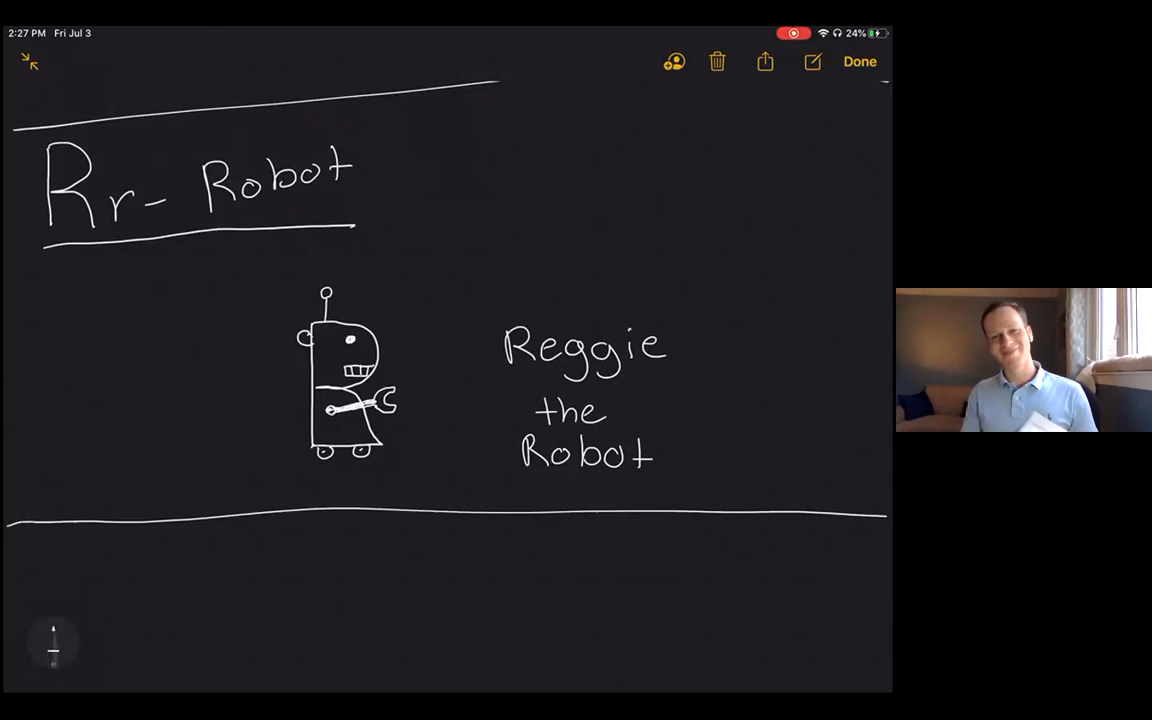 2:27 PM Fri Jul 3
24%
Done
Rr- Robot
Reggie
the
Robot